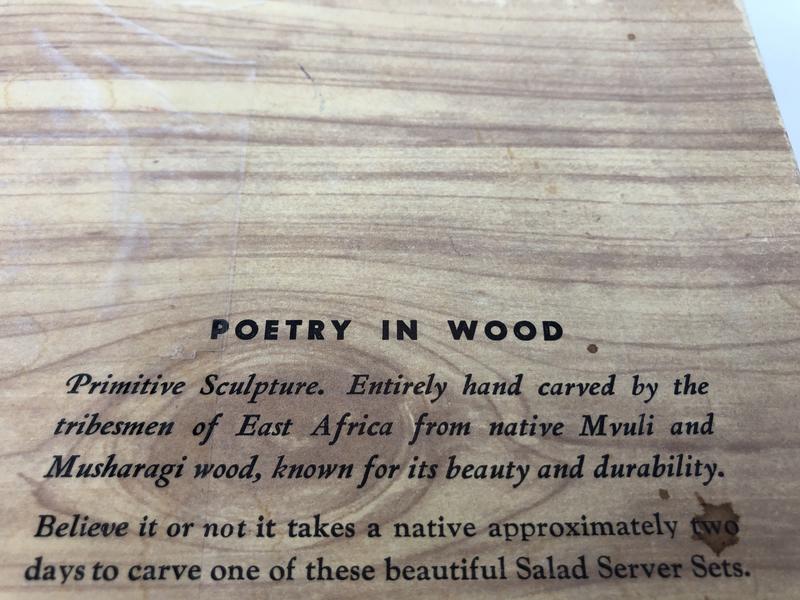 POETRY IN WOOD
Primitive Sculpture. Entirely hand carved by the
tribesmen of East Africa from native Mvuli and
Musharagi wood, known for its beauty and durability.
Believe it or not it takes a native approximately two
days to carve one of these beautiful Salad Server Sets.